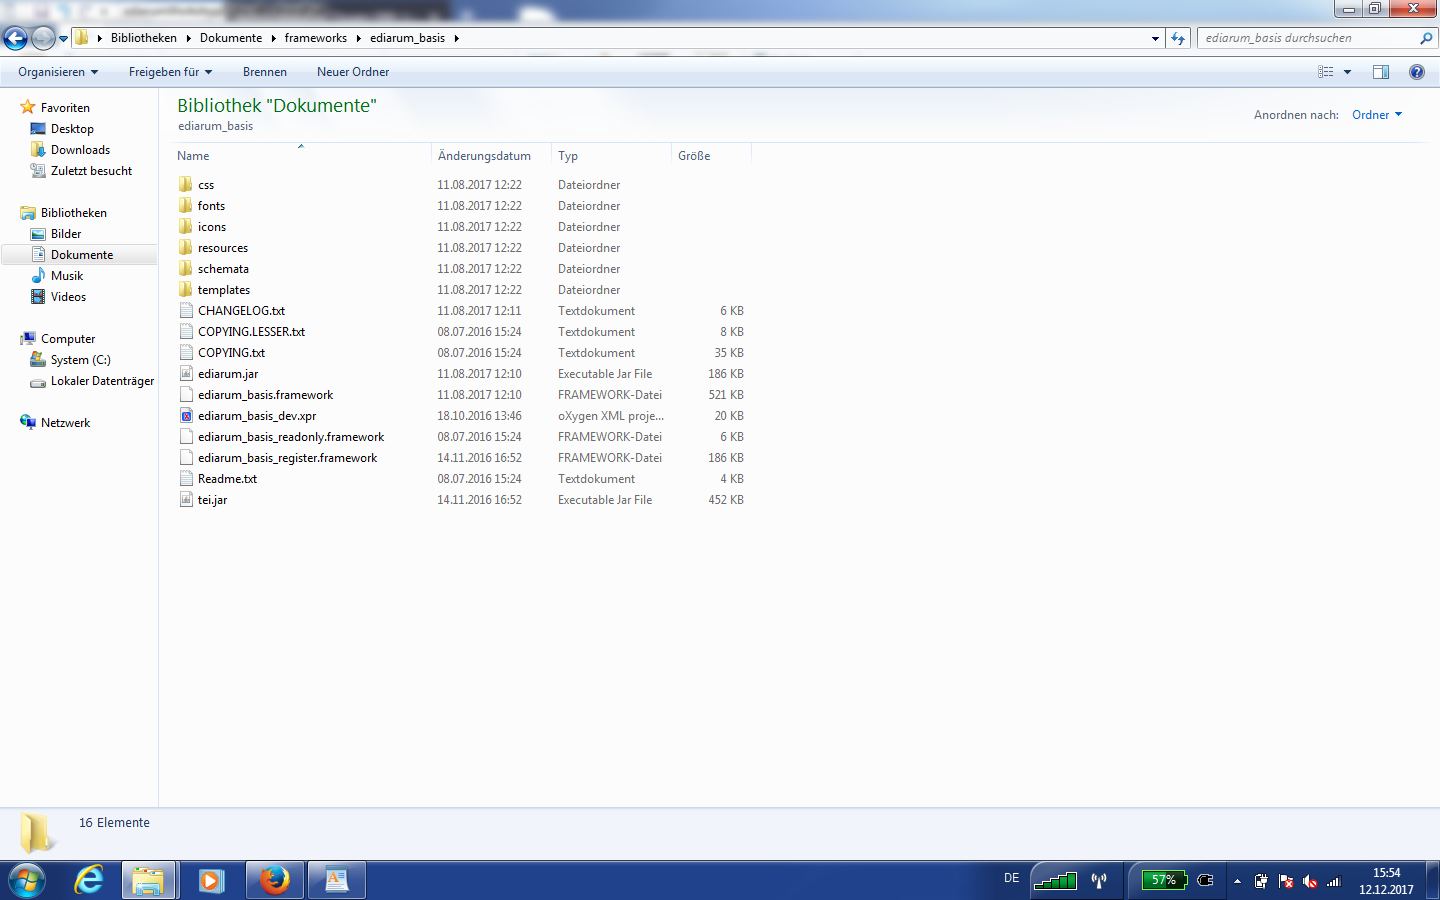 Bibliotheken Dokumente frameworks ediarum_basis
ediarum_basis durchsuchen
Organisieren Freigeben für Brennen Neuer Ordner
Favoriten
Desktop
Downloads
Zuletzt besucht
Bibliotheken
Bilder
Dokumente
Musik
Videos
Computer
System (C:)
Lokaler Datenträger
Netzwerk
Bibliothek "Dokumente"
ediarum_basis
Anordnen nach: Ordner
Name Änderungsdatum Typ Größe
css 11.08.2017 12:22 Dateiordner
fonts 11.08.2017 12:22 Dateiordner
icons 11.08.2017 12:22 Dateiordner
resources 11.08.2017 12:22 Dateiordner
schemata 11.08.2017 12:22 Dateiordner
templates 11.08.2017 12:22 Dateiordner
CHANGELOG.txt 11.08.2017 12:11 Textdokument 6 KB
COPYING.LESSER.txt 08.07.2016 15:24 Textdokument 8 KB
COPYING.txt 08.07.2016 15:24 Textdokument 35 KB
ediarum.jar 11.08.2017 12:10 Executable Jar File 186 KB
ediarum_basis.framework 11.08.2017 12:10 FRAMEWORK-Datei 521 KB
ediarum_basis_dev.xpr 18.10.2016 13:46 oXygen XML proje... 20 KB
ediarum_basis_readonly.framework 08.07.2016 15:24 FRAMEWORK-Datei 6 KB
ediarum_basis_register.framework 14.11.2016 16:52 FRAMEWORK-Datei 186 KB
Readme.txt 08.07.2016 15:24 Textdokument 4 KB
tei.jar 14.11.2016 16:52 Executable Jar File 452 KB
16 Elemente
DE
57%
15:54
12.12.2017